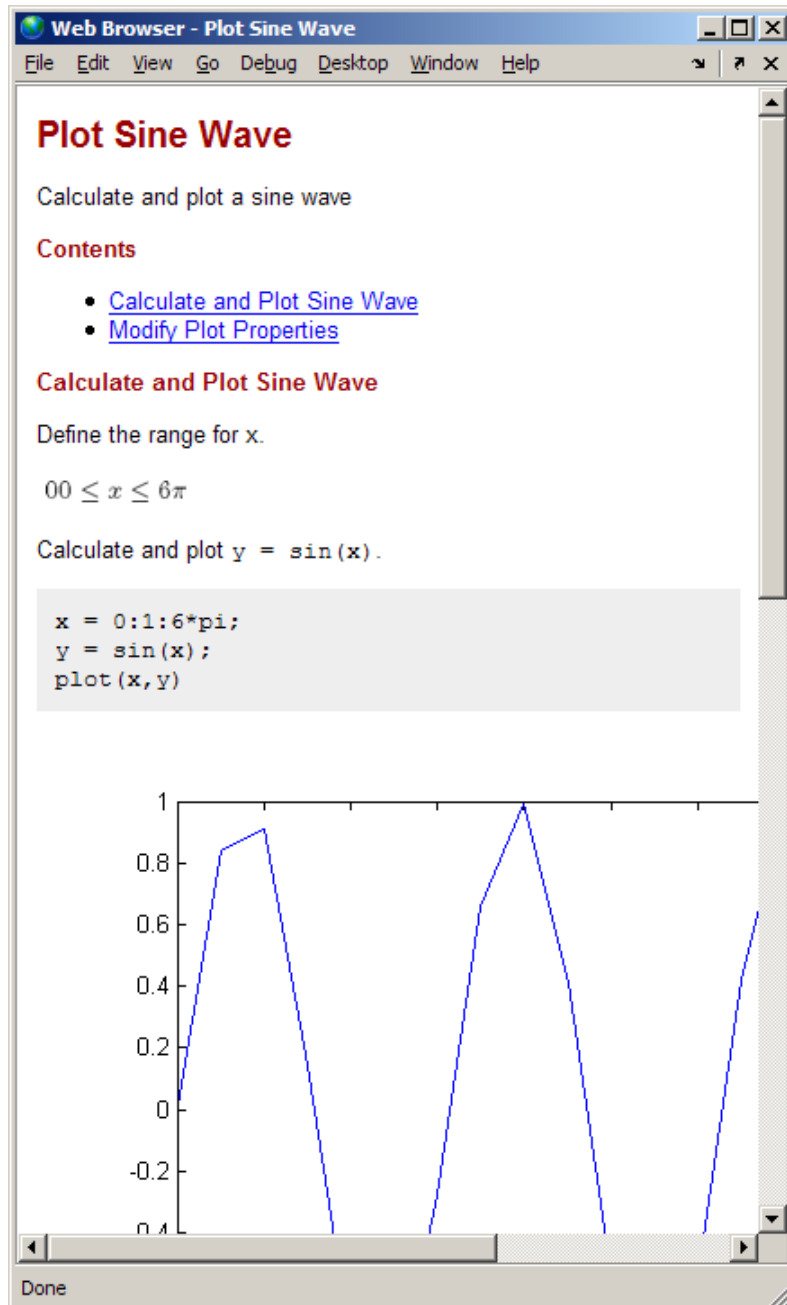 Web Browser - Plot Sine Wave
File Edit View Go Debug Desktop Window Help
Plot Sine Wave
Calculate and plot a sine wave
Contents
• Calculate and Plot Sine Wave
• Modify Plot Properties
Calculate and Plot Sine Wave
Define the range for x.
00 ≤ x ≤ 6π
Calculate and plot y = sin(x).
x = 0:1:6*pi;
y = sin(x);
plot(x,y)
1
0.8
0.6
0.4
0.2
0
-0.2
-0.4
Done